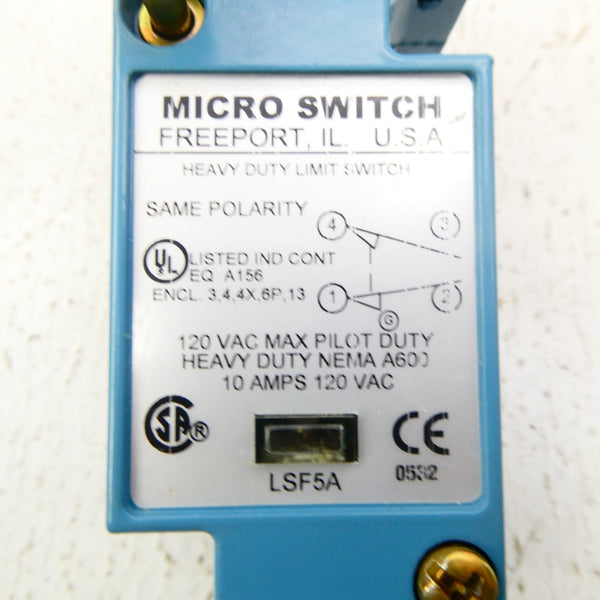 MICRO SWITCH
FREEPORT, IL. U.S.A
HEAVY DUTY LIMIT SWITCH
SAME POLARITY
4 3
UL LISTED IND CONT
EQ A156
ENCL. 3,4,4X,6P,13
1 2
G
120 VAC MAX PILOT DUTY
HEAVY DUTY NEMA A600
10 AMPS 120 VAC
SA ® CE
LSF5A 0532